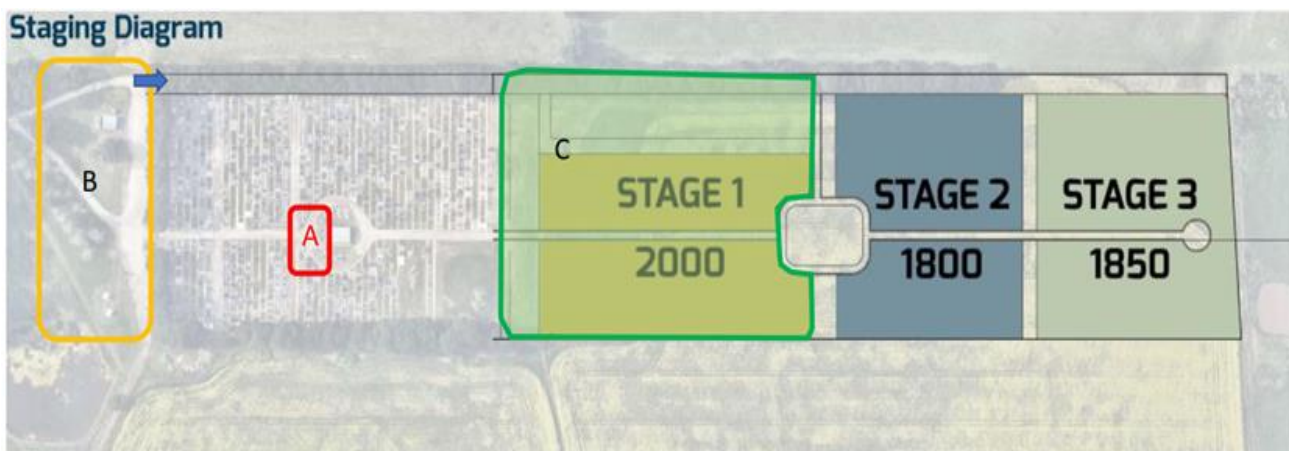 Staging Diagram
B
A
C
STAGE 1
2000
STAGE 2
1800
STAGE 3
1850